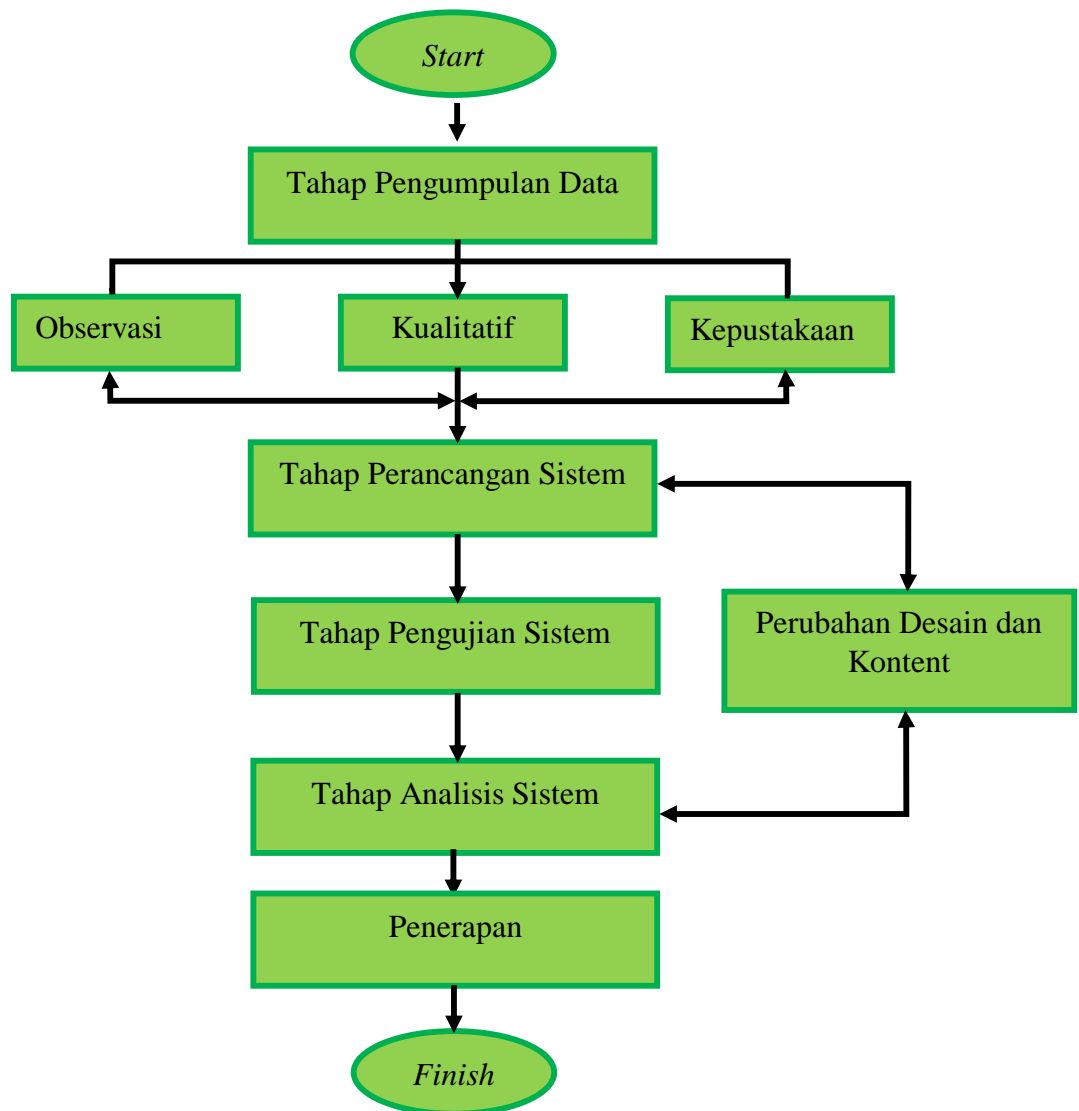 Start
Tahap Pengumpulan Data
Observasi
Kualitatif
Kepustakaan
Tahap Perancangan Sistem
Tahap Pengujian Sistem
Perubahan Desain dan
Kontent
Tahap Analisis Sistem
Penerapan
Finish